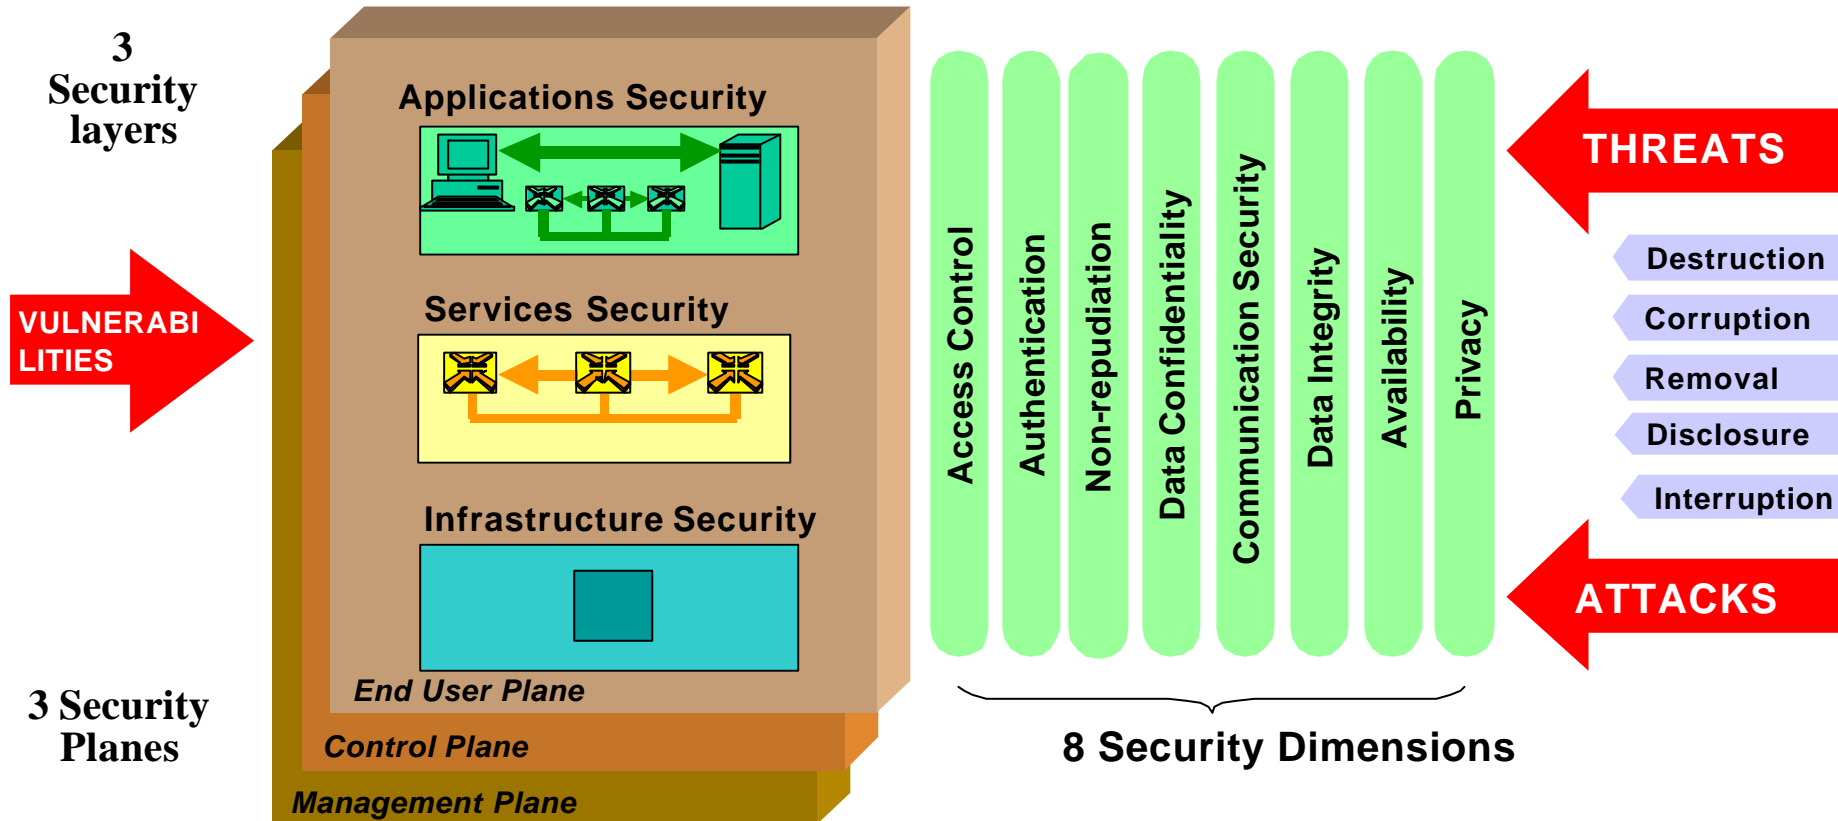 3
Security
layers
Applications Security
VULNERABI
LITIES
Services Security
Infrastructure Security
End User Plane
Control Plane
Management Plane
3 Security
Planes
Access Control
Authentication
Non-repudiation
Data Confidentiality
Communication Security
Data Integrity
Availability
Privacy
8 Security Dimensions
THREATS
Destruction
Corruption
Removal
Disclosure
Interruption
ATTACKS